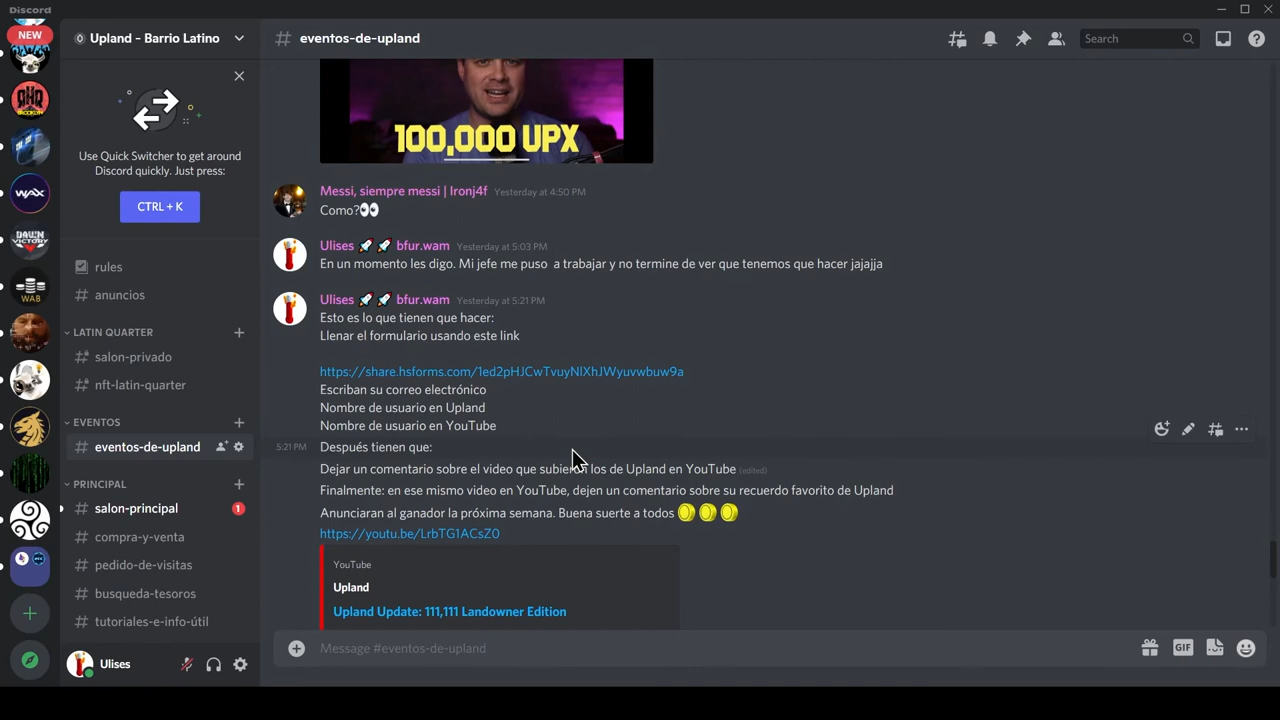 Discord
NEW
Upland - Barrio Latino
# eventos-de-upland
Search
100,000 UPX
Use Quick Switcher to get around
Discord quickly. Just press:
CTRL + K
rules
# anuncios
LATIN QUARTER
# salon-privado
# nft-latin-quarter
EVENTOS
# eventos-de-upland
PRINCIPAL
# salon-principal
1
# compra-y-venta
# pedido-de-visitas
# busqueda-tesoros
# tutoriales-e-info-útil
Ulises
WAX
DAWN
VICTORY
WAB
BROOKLYN
Messi, siempre messi | Ironj4f Yesterday at 4:50 PM
Como?👀
Ulises 🚀 🚀 bfur.wam Yesterday at 5:03 PM
En un momento les digo. Mi jefe me puso a trabajar y no termine de ver que tenemos que hacer jajajja
Ulises 🚀 🚀 bfur.wam Yesterday at 5:21 PM
Esto es lo que tienen que hacer:
Llenar el formulario usando este link
https://share.hsforms.com/1ed2pHJCwTvuyNIXhJWyuvwbuw9a
Escriban su correo electrónico
Nombre de usuario en Upland
Nombre de usuario en YouTube
5:21 PM Después tienen que:
Dejar un comentario sobre el video que subieron los de Upland en YouTube (edited)
Finalmente: en ese mismo video en YouTube, dejen un comentario sobre su recuerdo favorito de Upland
Anunciaran al ganador la próxima semana. Buena suerte a todos
https://youtu.be/LrbTG1ACsZ0
YouTube
Upland
Upland Update: 111,111 Landowner Edition
Message #eventos-de-upland
GIF